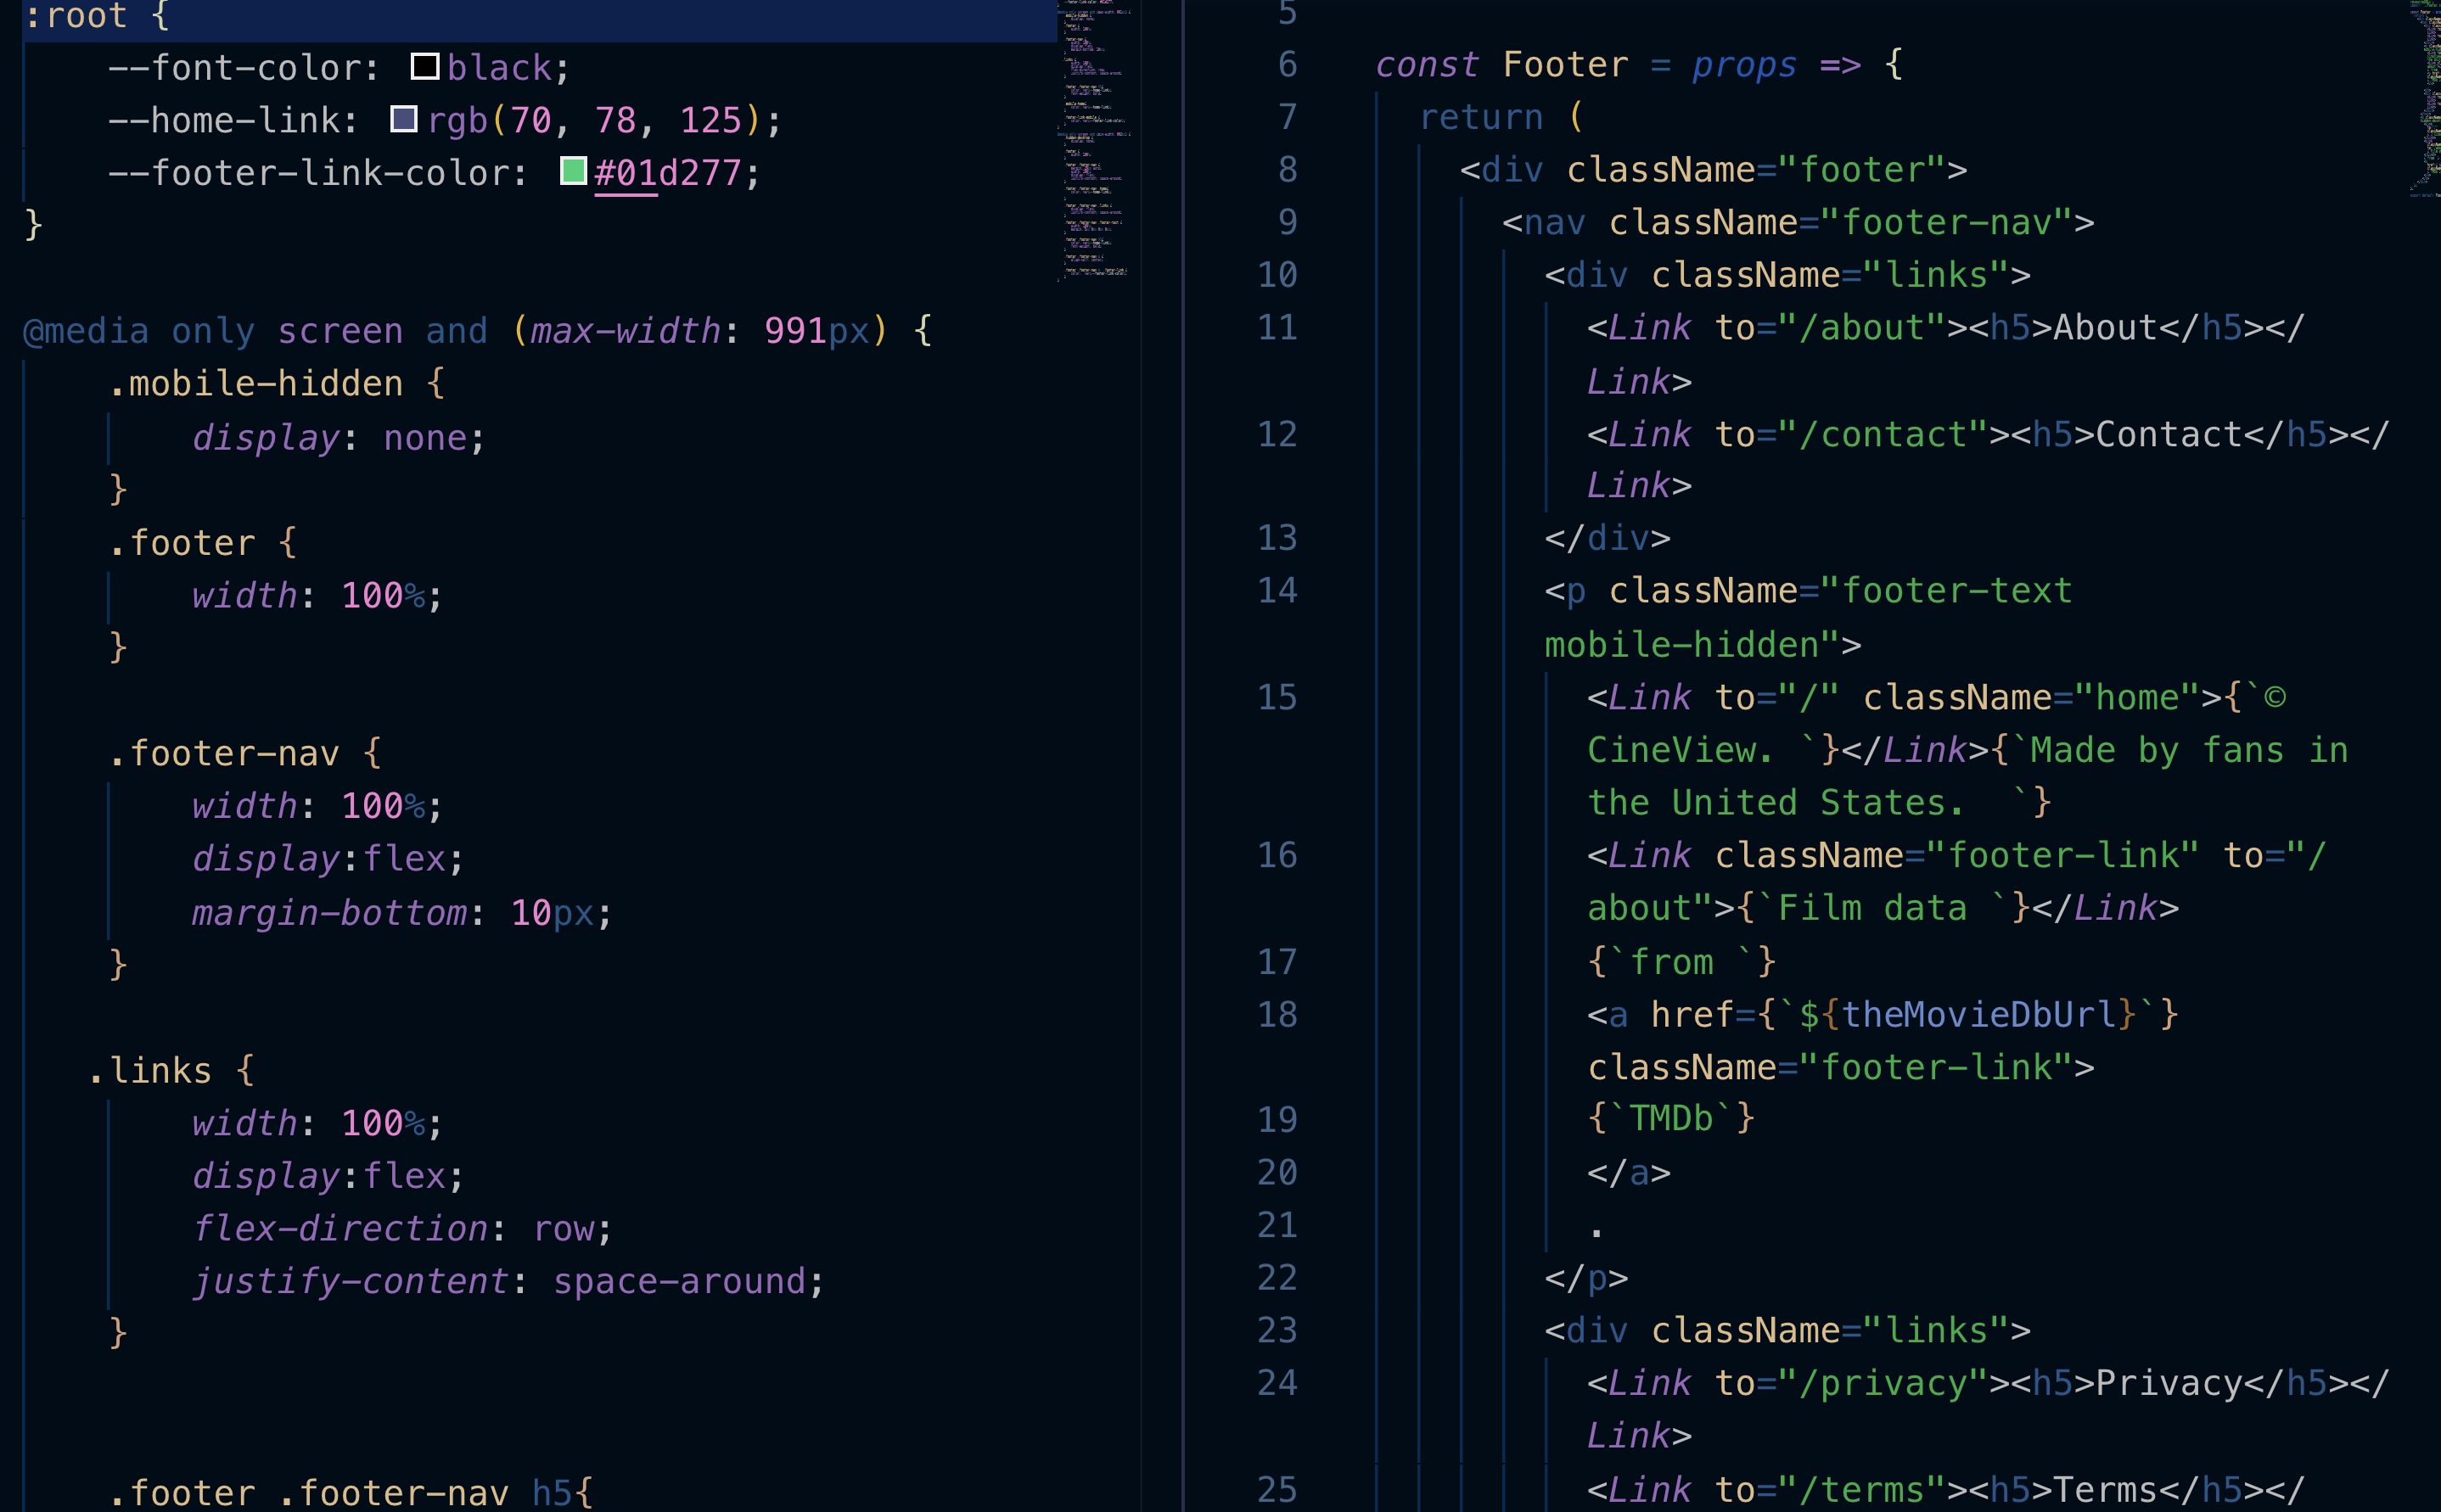 :root {
    --font-color: black;
    --home-link: rgb(70, 78, 125);
    --footer-link-color: #01d277;
}
@media only screen and (max-width: 991px) {
    .mobile-hidden {
        display: none;
    }
    .footer {
        width: 100%;
    }
    .footer-nav {
        width: 100%;
        display:flex;
        margin-bottom: 10px;
    }
   .links {
        width: 100%;
        display:flex;
        flex-direction: row;
        justify-content: space-around;
    }
    .footer .footer-nav h5{
5
6 const Footer = props => {
7   return (
8     <div className="footer">
9       <nav className="footer-nav">
10         <div className="links">
11           <Link to="/about"><h5>About</h5></
Link>
12           <Link to="/contact"><h5>Contact</h5></
Link>
13         </div>
14         <p className="footer-text
mobile-hidden">
15           <Link to="/" className="home">{`©
CineView. `}</Link>{`Made by fans in
the United States.  `}
16           <Link className="footer-link" to="/
about">{`Film data `}</Link>
17           {`from `}
18           <a href={`${theMovieDbUrl}`}
className="footer-link">
19           {`TMDb`}
20           </a>
21           .
22         </p>
23         <div className="links">
24           <Link to="/privacy"><h5>Privacy</h5></
Link>
25           <Link to="/terms"><h5>Terms</h5></